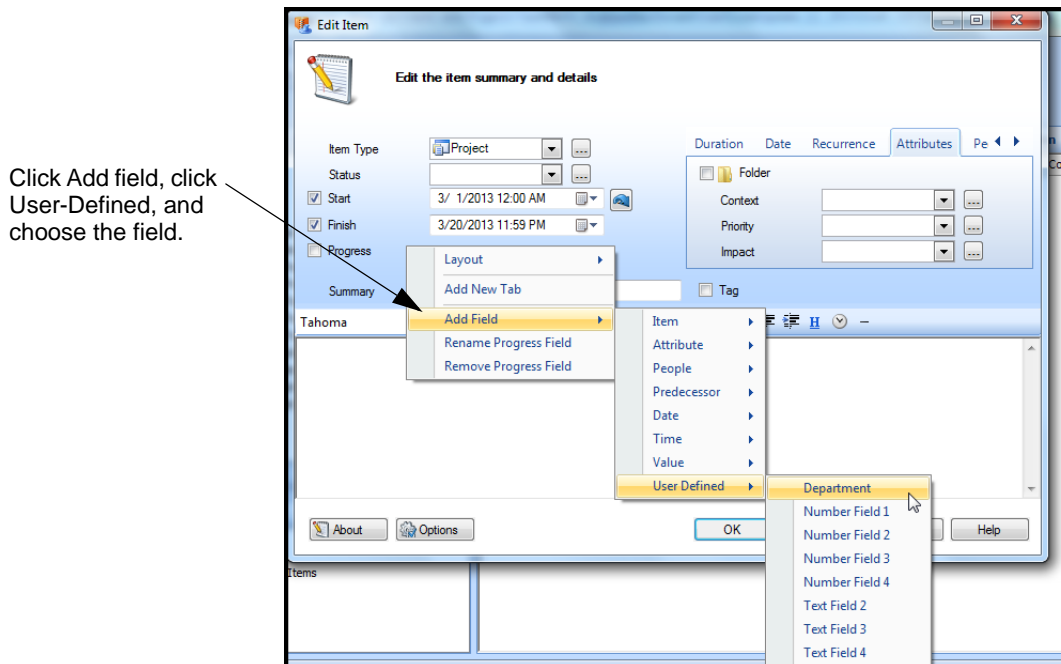 Edit Item
Edit the item summary and details
Click Add field, click
User-Defined, and
choose the field.
Item Type
Project
...
Status
...
Start
3/ 1/2013 12:00 AM
Finish
3/20/2013 11:59 PM
Progress
Summary
Duration Date Recurrence Attributes Pe
Folder
Context
...
Priority
...
Impact
...
Tag
Tahoma
H
Layout
Add New Tab
Add Field
Rename Progress Field
Remove Progress Field
Item
Attribute
People
Predecessor
Date
Time
Value
User Defined
Department
Number Field 1
Number Field 2
Number Field 3
Number Field 4
Text Field 2
Text Field 3
Text Field 4
About
Options
OK
Help
Items
n
Co